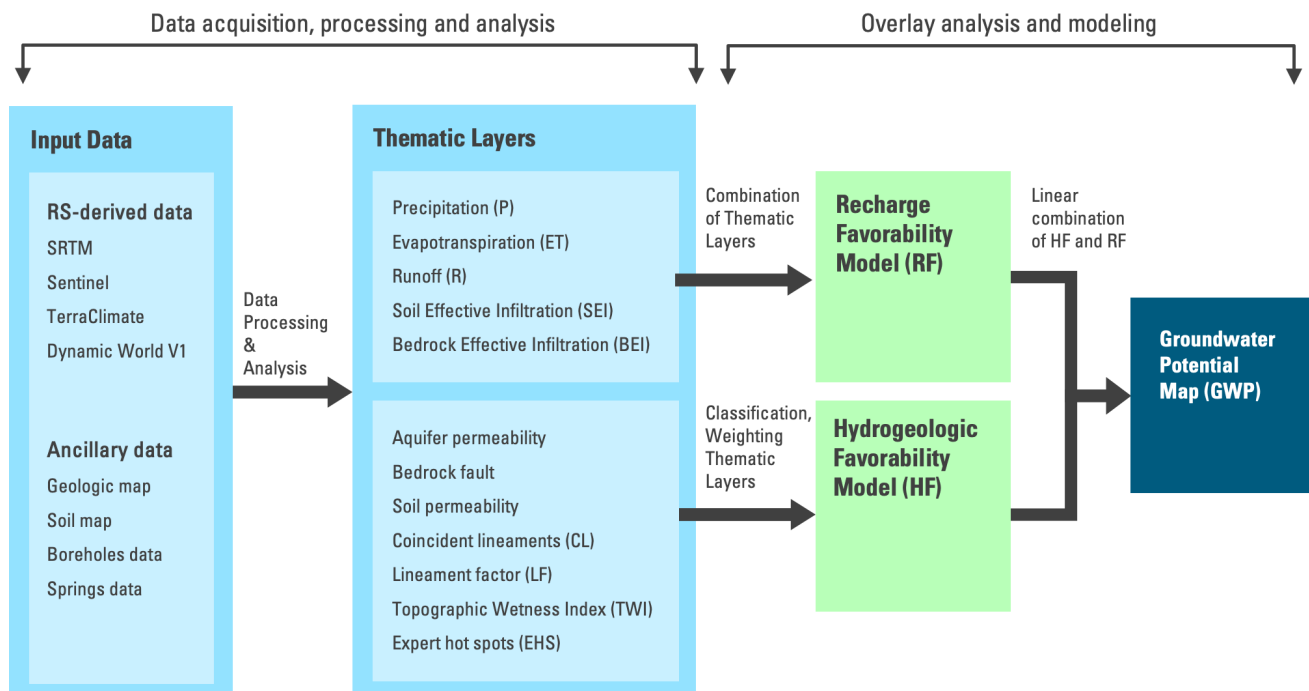 Data acquisition, processing and analysis
Overlay analysis and modeling
Input Data
RS-derived data
SRTM
Sentinel
TerraClimate
Dynamic World V1
Ancillary data
Geologic map
Soil map
Boreholes data
Springs data
Data
Processing
&
Analysis
Thematic Layers
Precipitation (P)
Evapotranspiration (ET)
Runoff (R)
Soil Effective Infiltration (SEI)
Bedrock Effective Infiltration (BEI)
Aquifer permeability
Bedrock fault
Soil permeability
Coincident lineaments (CL)
Lineament factor (LF)
Topographic Wetness Index (TWI)
Expert hot spots (EHS)
Combination
of Thematic
Layers
Classification,
Weighting
Thematic
Layers
Recharge
Favorability
Model (RF)
Hydrogeologic
Favorability
Model (HF)
Linear
combination
of HF and RF
Groundwater
Potential
Map (GWP)